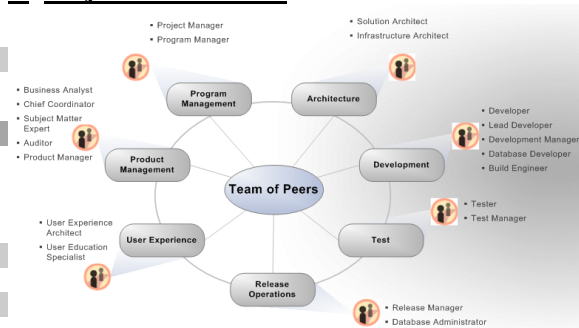 Project Manager
Program Manager
Solution Architect
Infrastructure Architect
Program
Management
Architecture
Business Analyst
Chief Coordinator
Subject Matter
Expert
Auditor
Product Manager
Product
Management
Team of Peers
Development
Developer
Lead Developer
Development Manager
Database Developer
Build Engineer
User Experience
Architect
User Education
Specialist
User Experience
Test
Tester
Test Manager
Release
Operations
Release Manager
Database Administrator